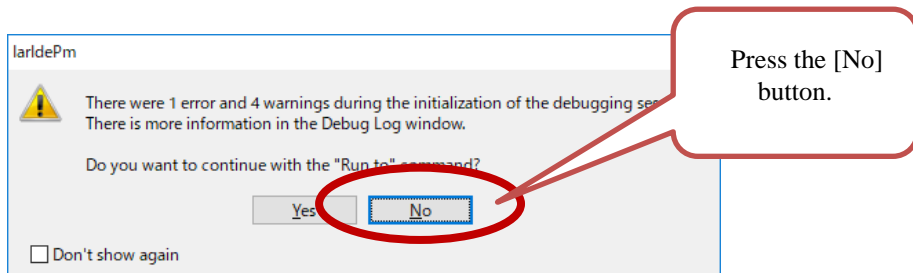 IarIdePm
There were 1 error and 4 warnings during the initialization of the debugging
There is more information in the Debug Log window.
Do you want to continue with the "Run to" command?
Yes
No
Don't show again
Press the [No]
button.